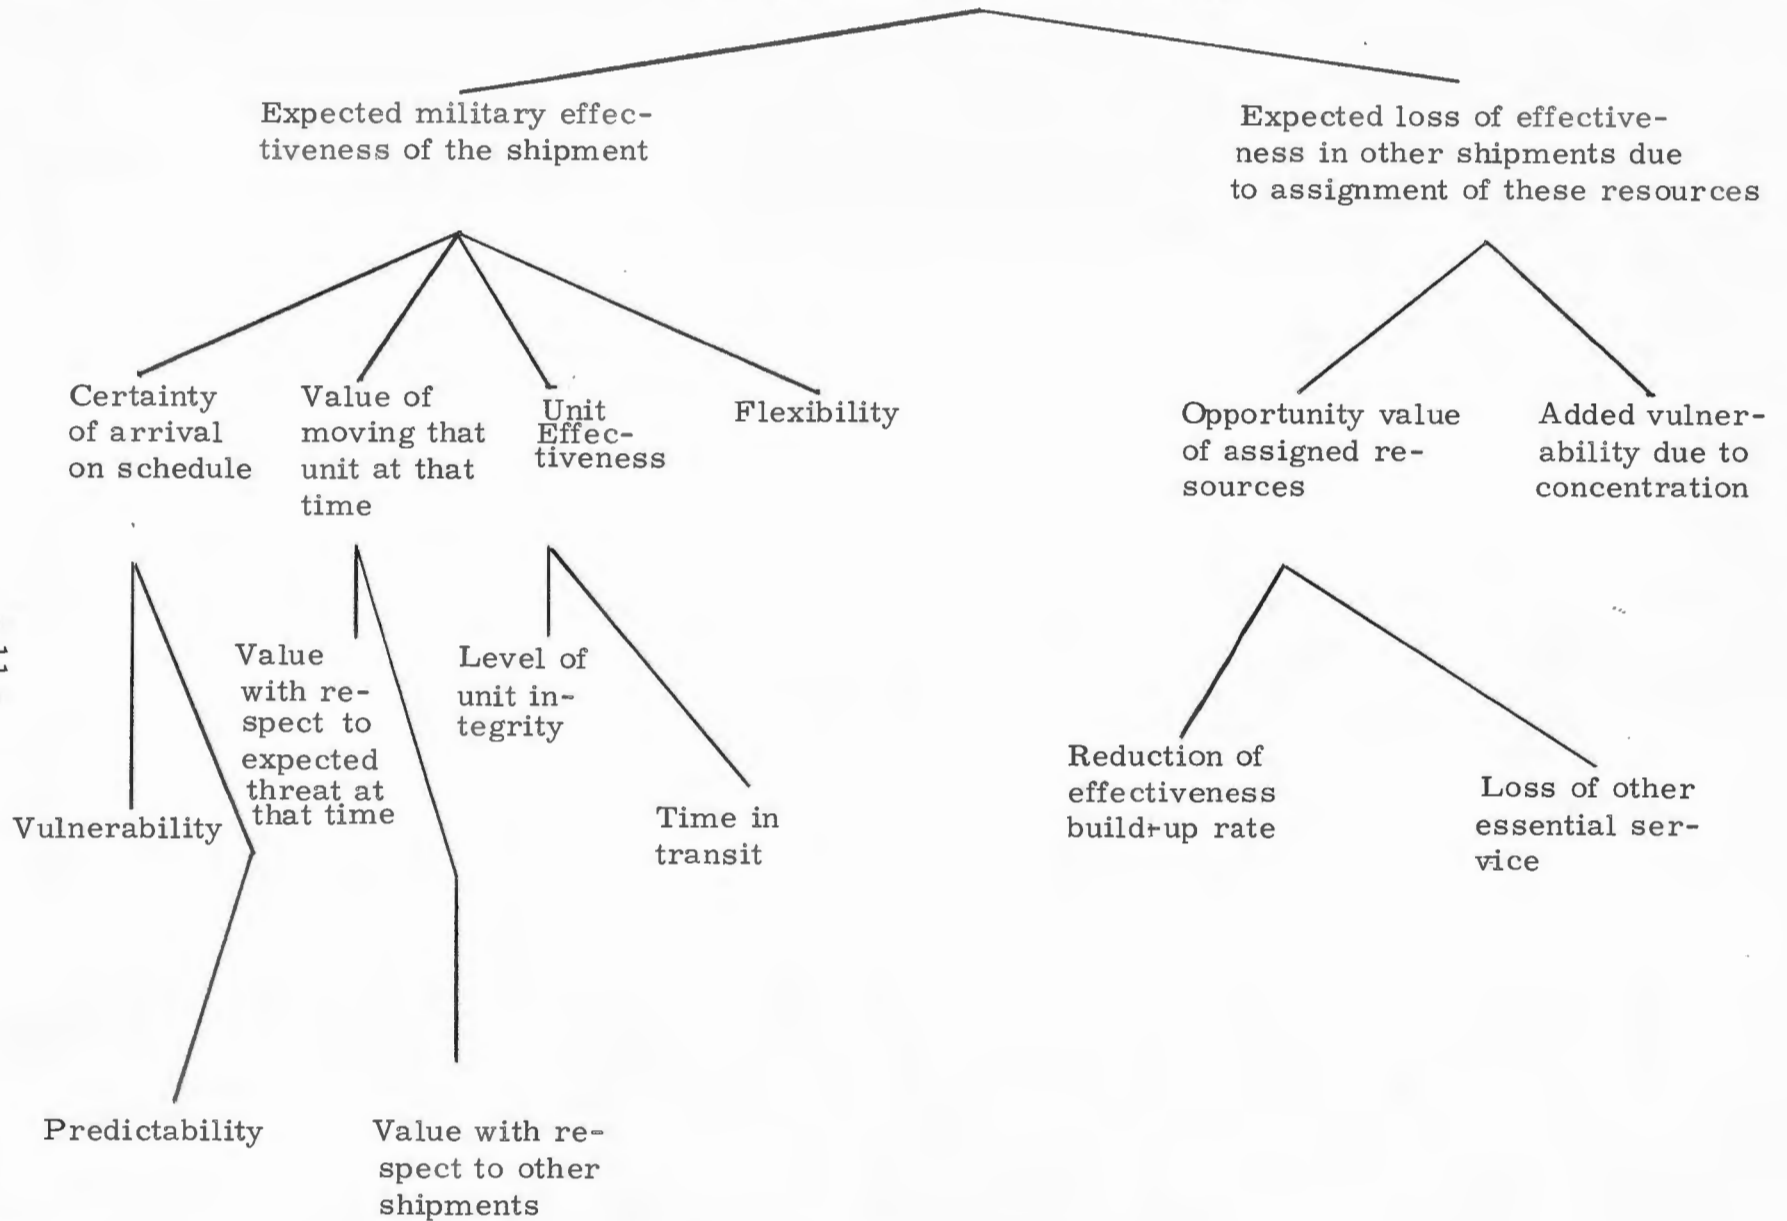 Expected military effec-
tiveness of the shipment
Expected loss of effective-
ness in other shipments due
to assignment of these resources
Certainty
of arrival
on schedule
Value of
moving that
unit at that
time
Unit
Effec-
tiveness
Flexibility
Opportunity value
of assigned re-
sources
Added vulner-
ability due to
concentration
Vulnerability
Predictability
Value
with re-
spect to
expected
threat at
that time
Value with re-
spect to other
shipments
Level of
unit in-
tegrity
Time in
transit
Reduction of
effectiveness
build-up rate
Loss of other
essential ser-
vice